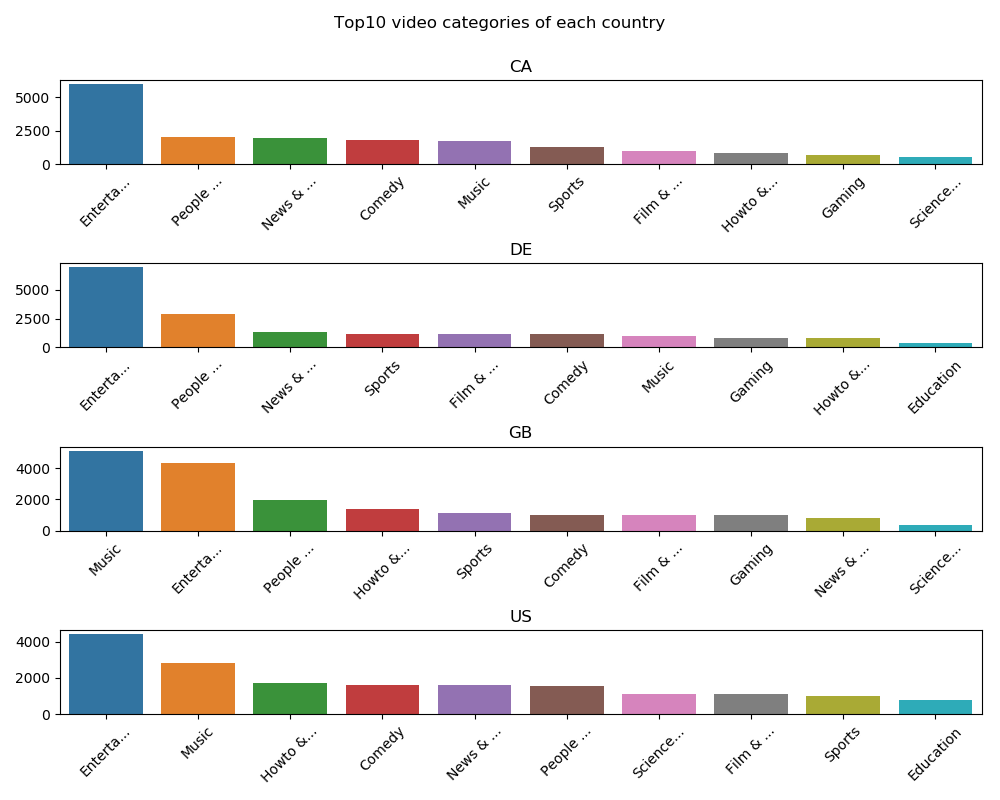 Top10 video categories of each country
CA
5000
2500
0
Enterta...
People ...
News & ...
Comedy
Music
Sports
Film & ...
Howto &...
Gaming
Science...
DE
5000
2500
0
Enterta...
People ...
News & ...
Sports
Film & ...
Comedy
Music
Gaming
Howto &...
Education
GB
4000
2000
0
Music
Enterta...
People ...
Howto &...
Sports
Comedy
Film & ...
Gaming
News & ...
Science...
US
4000
2000
0
Enterta...
Music
Howto &...
Comedy
News & ...
People ...
Science...
Film & ...
Sports
Education